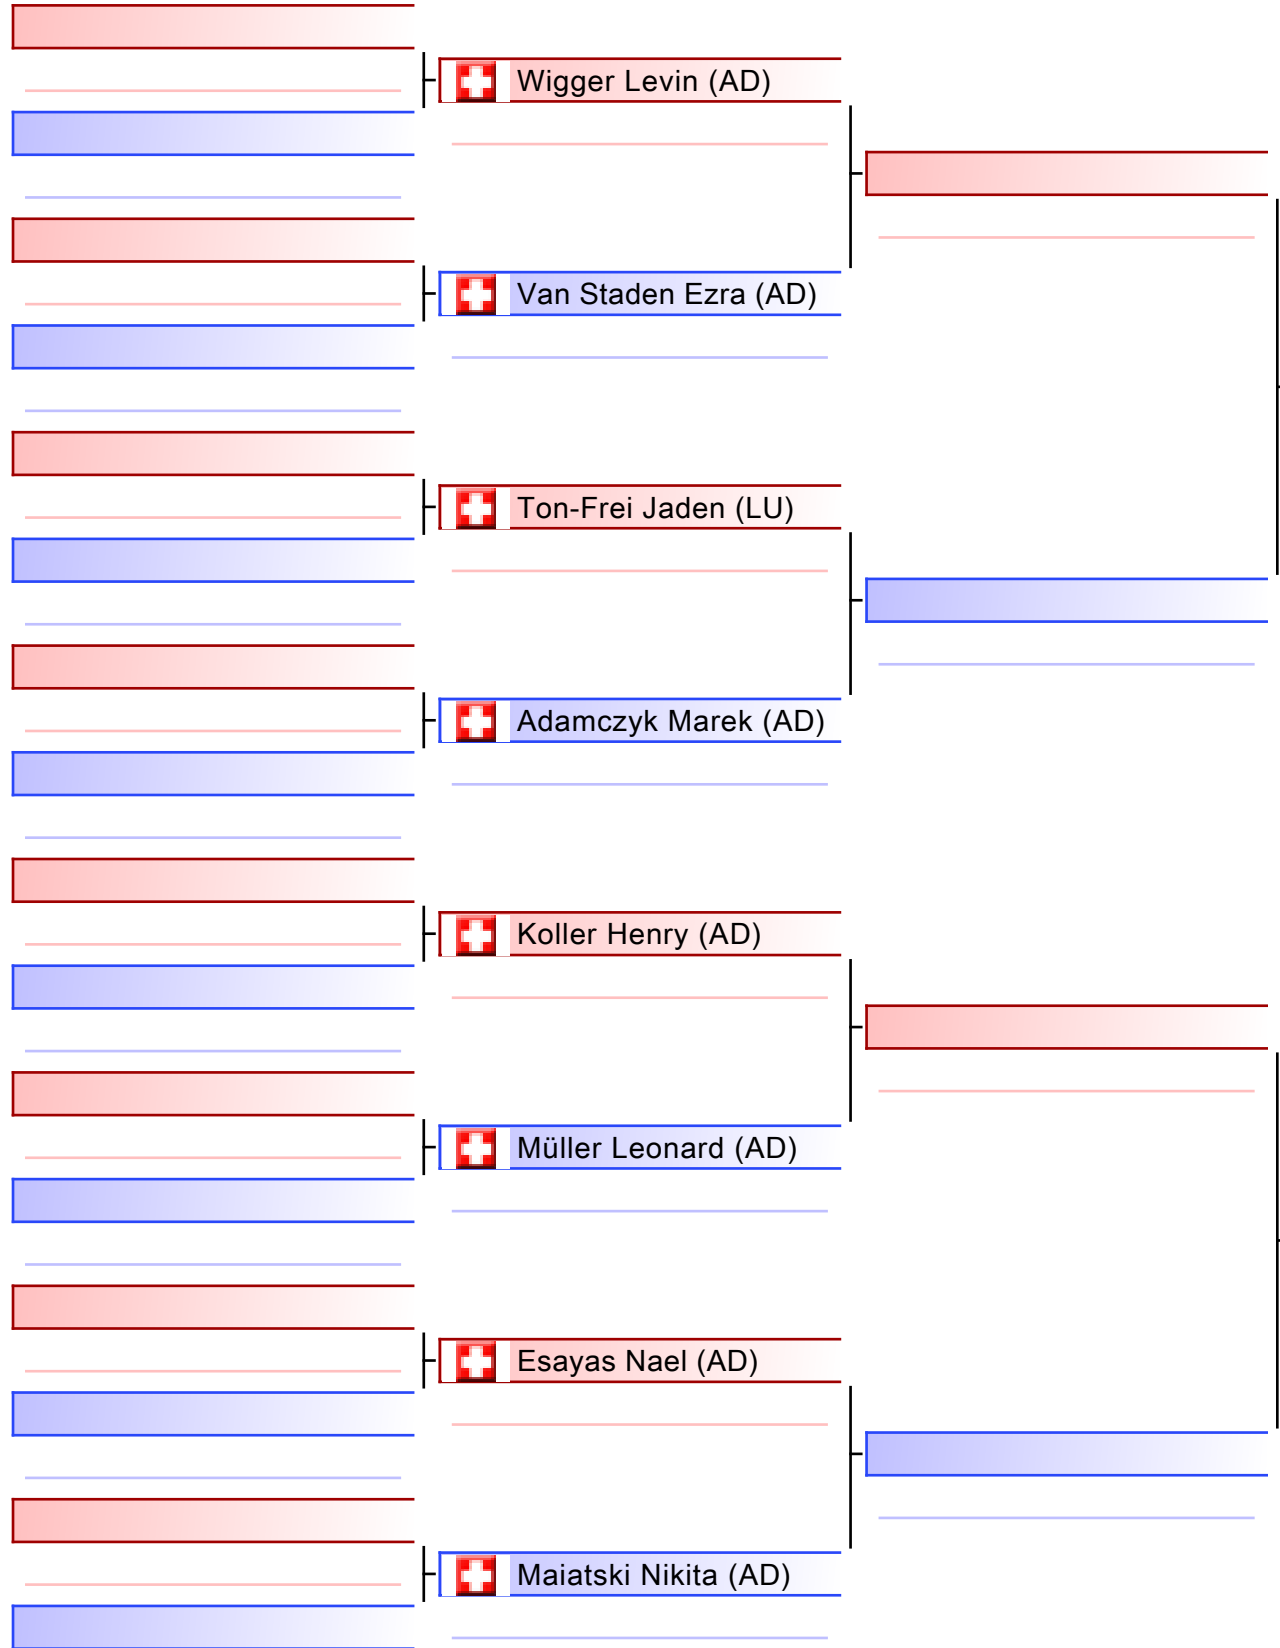 Wigger Levin (AD)
Van Staden Ezra (AD)
Ton-Frei Jaden (LU)
Adamczyk Marek (AD)
Koller Henry (AD)
Müller Leonard (AD)
Esayas Nael (AD)
Maiatski Nikita (AD)